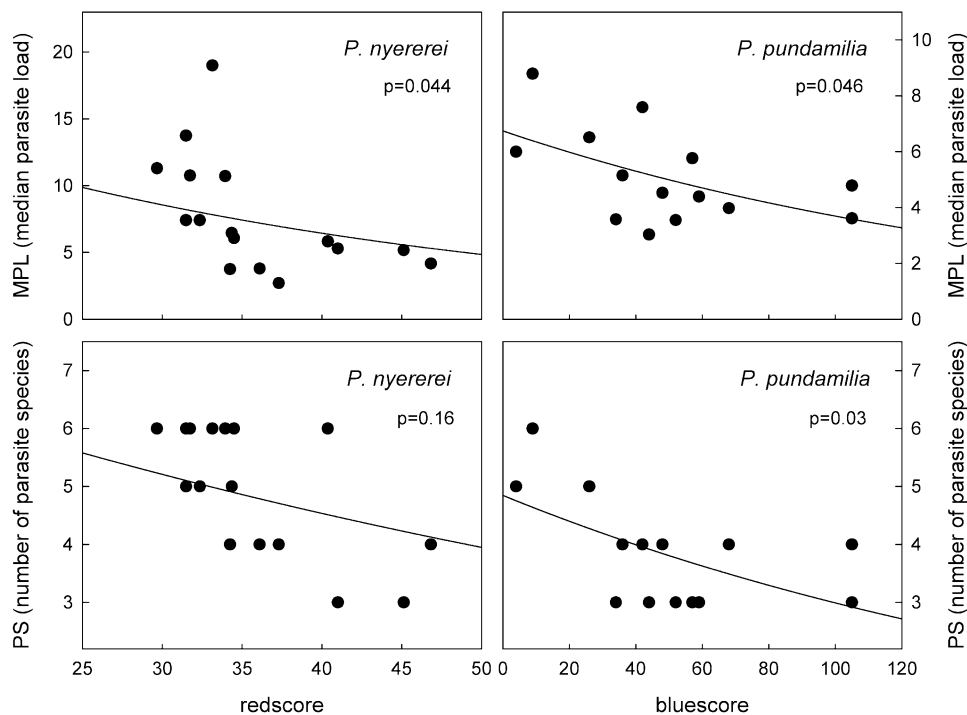 MPL (median parasite load)
20
15
10
5
0
P. nyererei
p=0.044
P. pundamilia
p=0.046
10
8
6
4
2
0
MPL (median parasite load)
PS (number of parasite species)
7
6
5
4
3
P. nyererei
p=0.16
25 30 35 40 45 50
redscore
P. pundamilia
p=0.03
7
6
5
4
3
PS (number of parasite species)
0 20 40 60 80 100 120
bluescore